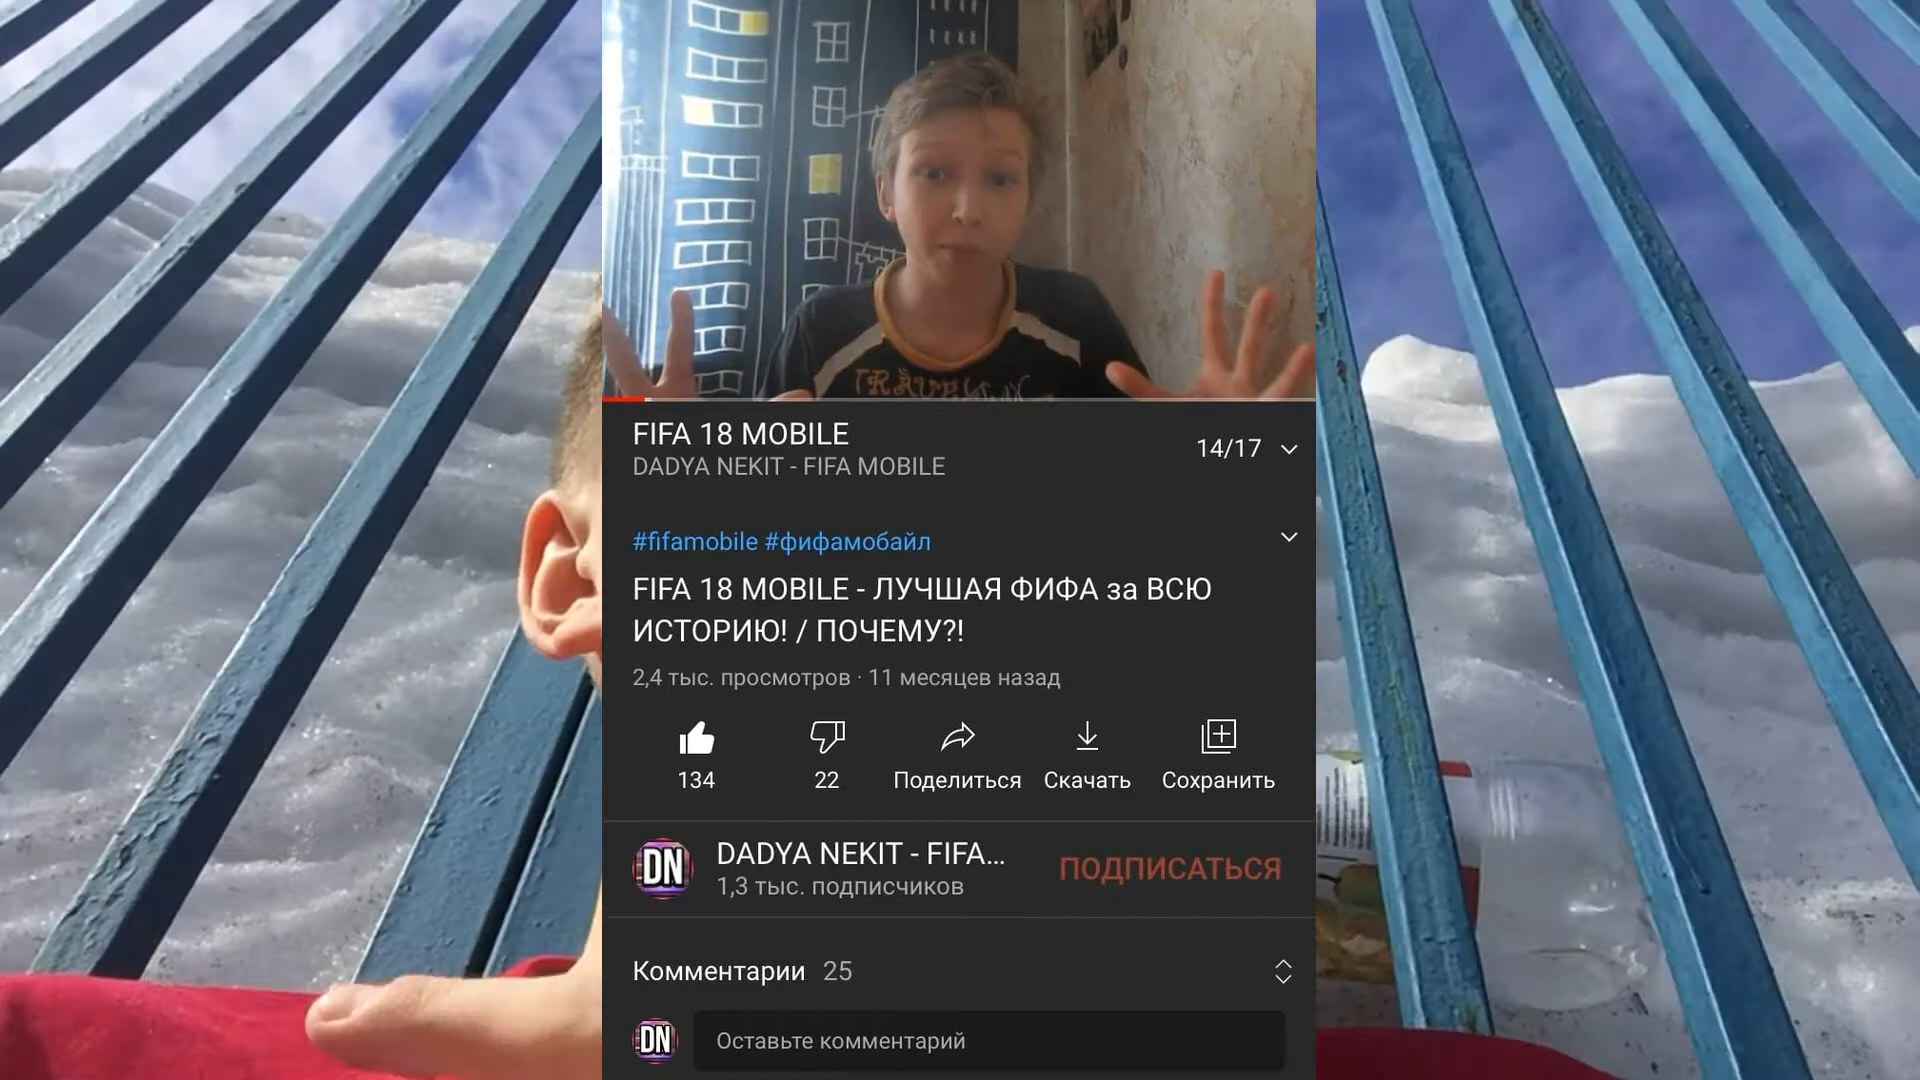 FIFA 18 MOBILE
DADYA NEKIT - FIFA MOBILE
14/17
#fifamobile #фифамобайл
FIFA 18 MOBILE - ЛУЧШАЯ ФИФА за ВСЮ
ИСТОРИЮ! / ПОЧЕМУ?!
2,4 тыс. просмотров · 11 месяцев назад
134
22
Поделиться
Скачать
Сохранить
DN
DADYA NEKIT - FIFA...
1,3 тыс. подписчиков
ПОДПИСАТЬСЯ
Комментарии 25
DN
Оставьте комментарий